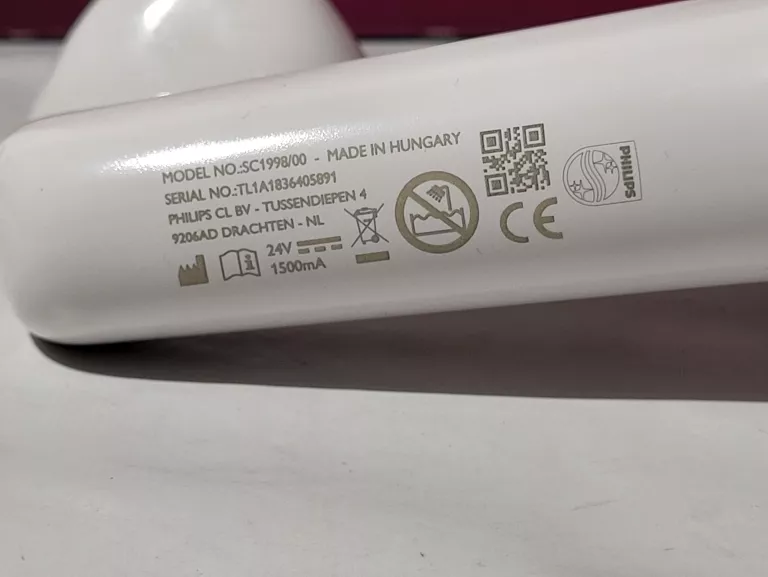 MODEL NO.:SC1998/00 - MADE IN HUNGARY
SERIAL NO.:TL1A1836405891
PHILIPS CL BV - TUSSENDIEPEN 4
9206AD DRACHTEN - NL
24V
1500mA
CE
PHILIPS